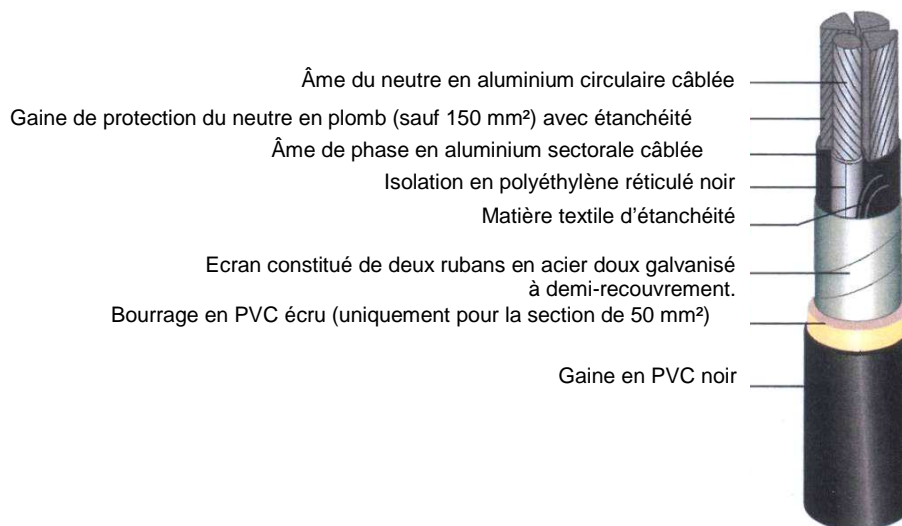 Âme du neutre en aluminium circulaire câblée
Gaine de protection du neutre en plomb (sauf 150 mm²) avec étanchéité
Âme de phase en aluminium sectorale câblée
Isolation en polyéthylène réticulé noir
Matière textile d’étanchéité
Ecran constitué de deux rubans en acier doux galvanisé
à demi-recouvrement.
Bourrage en PVC écru (uniquement pour la section de 50 mm²)
Gaine en PVC noir